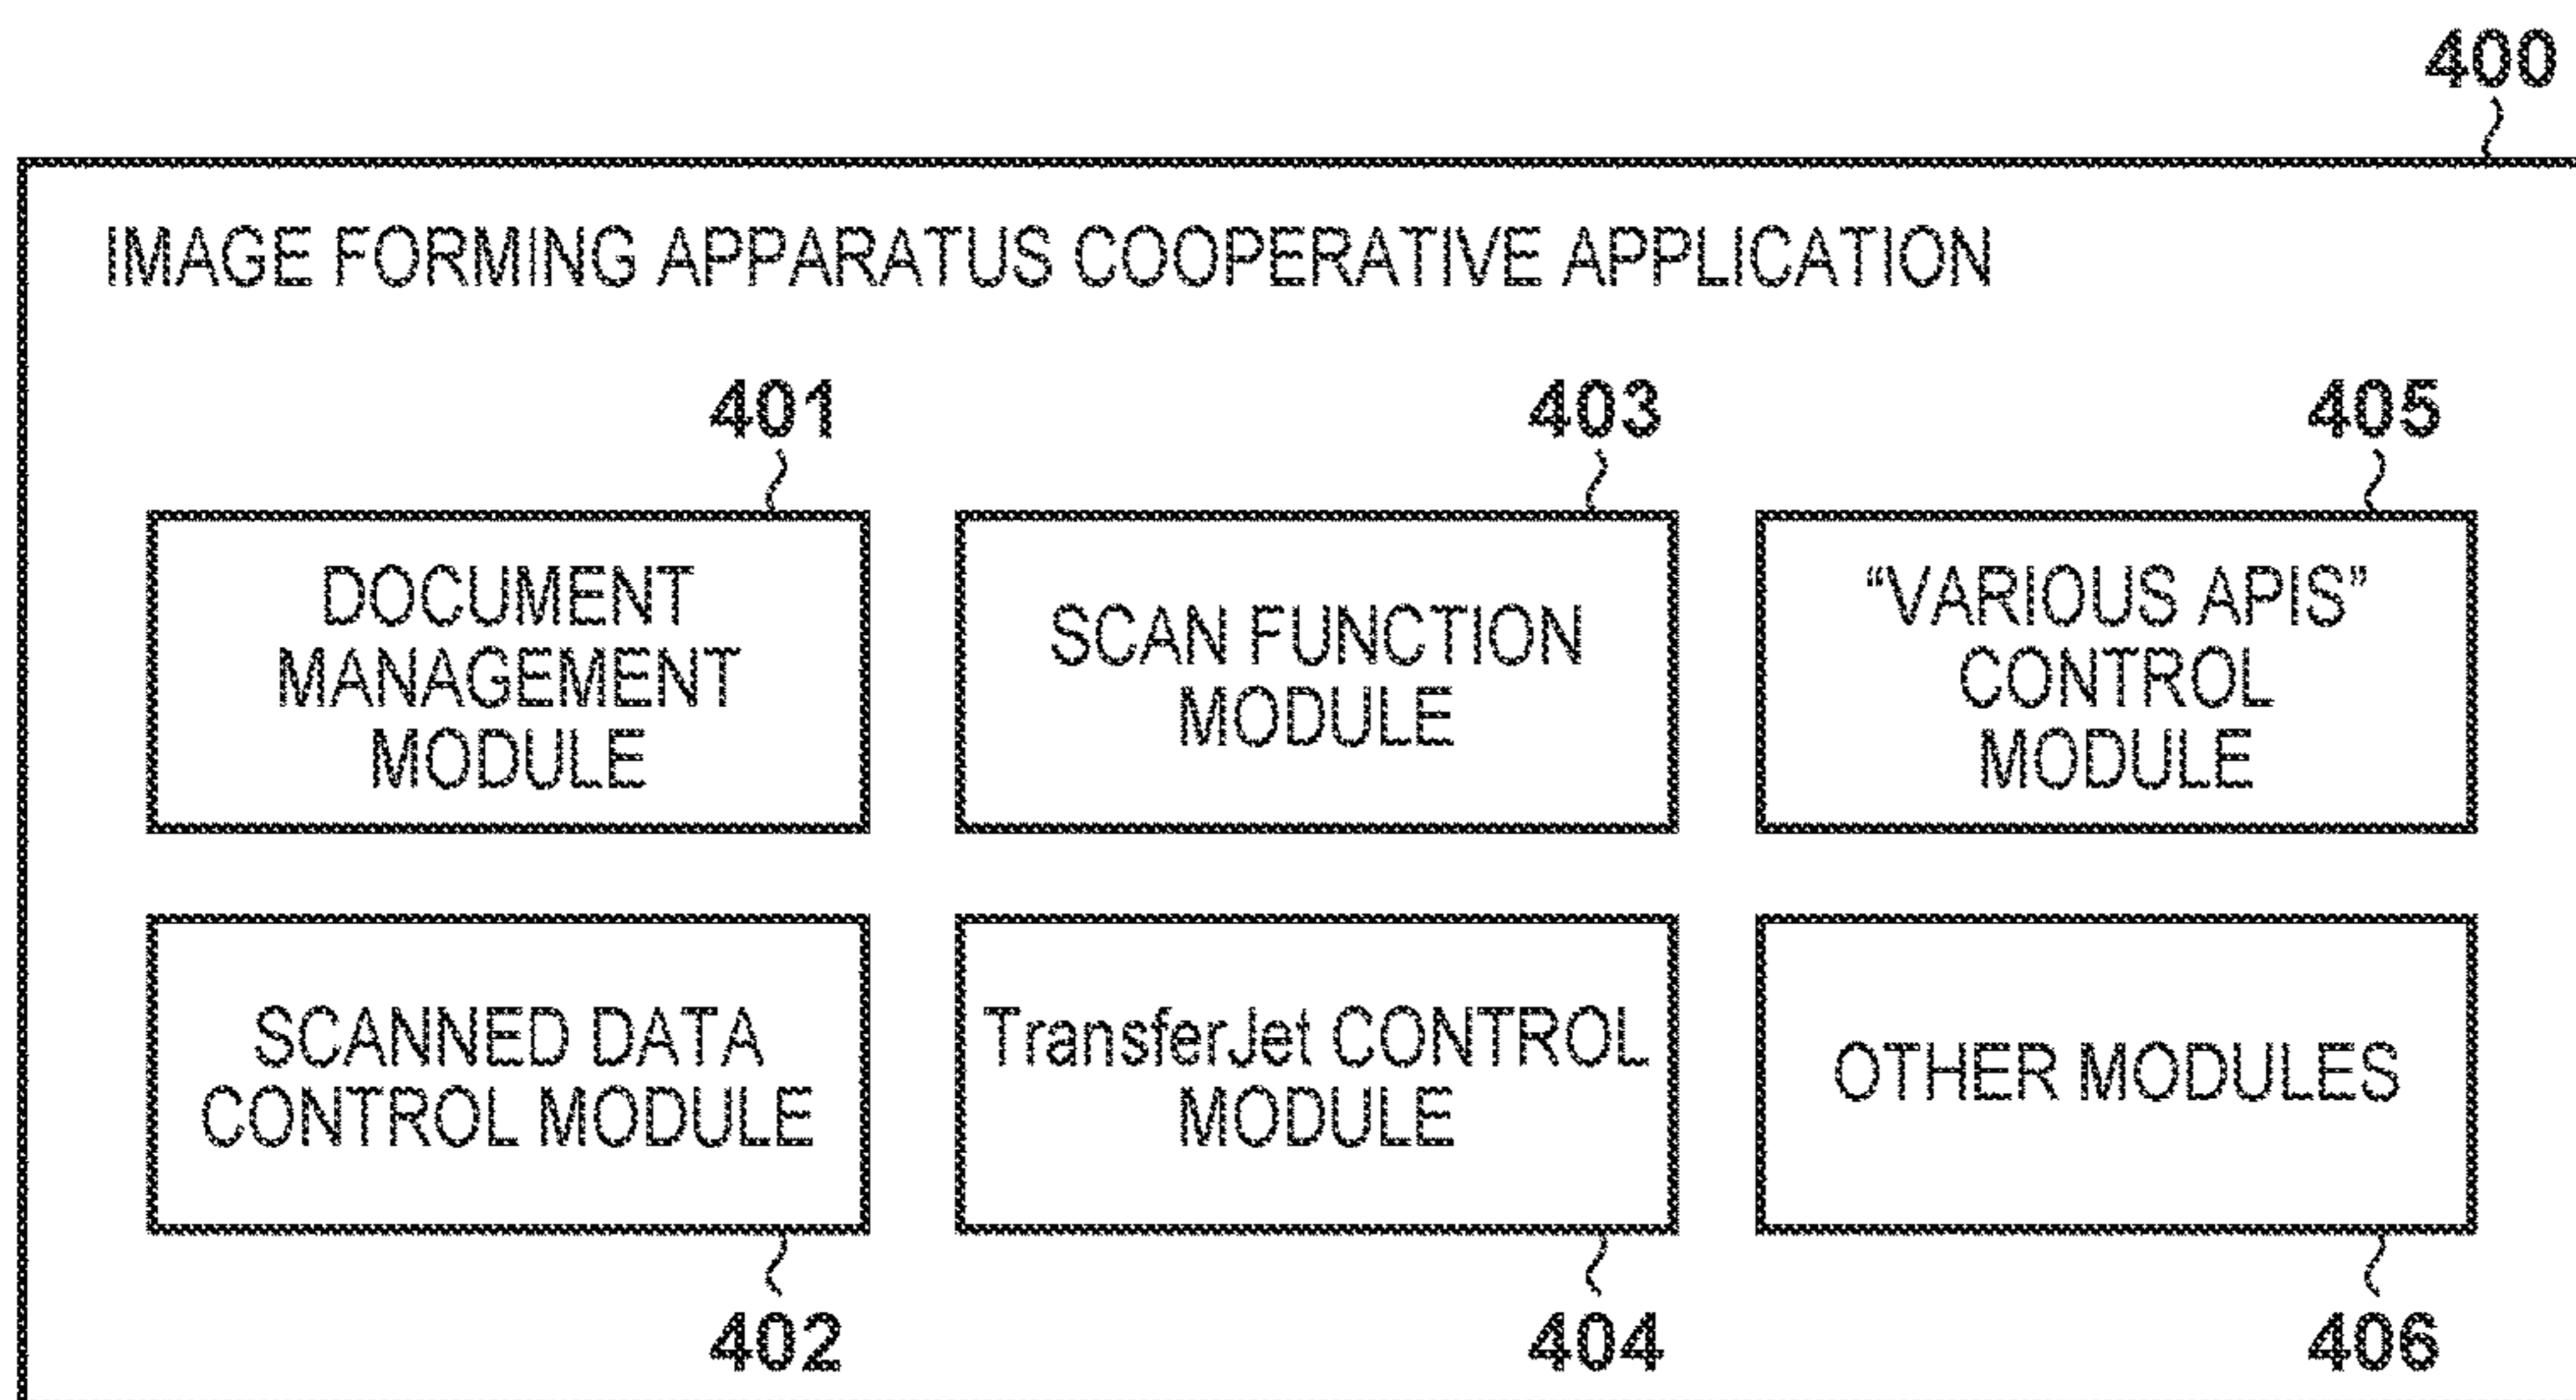 400
IMAGE FORMING APPARATUS COOPERATIVE APPLICATION
401
DOCUMENT
MANAGEMENT
MODULE
403
SCAN FUNCTION
MODULE
405
“VARIOUS APIS”
CONTROL
MODULE
SCANNED DATA
CONTROL MODULE
402
TransferJet CONTROL
MODULE
404
OTHER MODULES
406